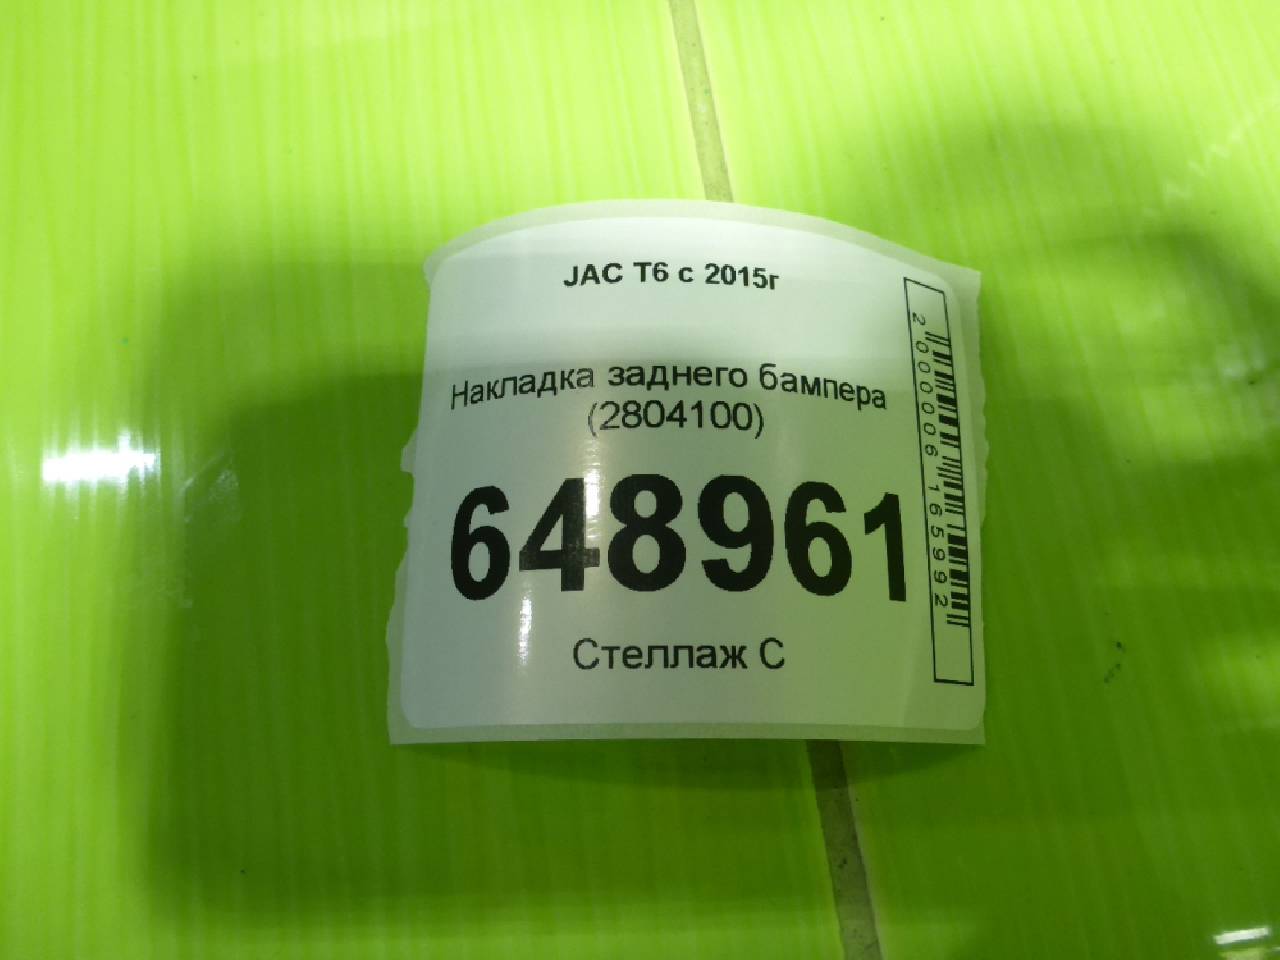 JAC T6 с 2015г
Накладка заднего бампера
(2804100)
648961
Стеллаж С
2000006165992